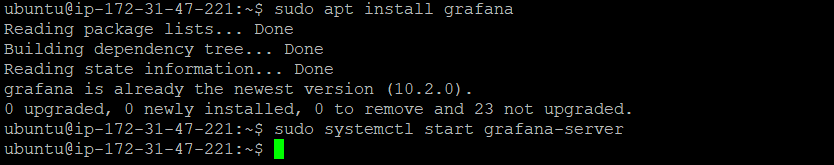 ubuntu@ip-172-31-47-221:~$ sudo apt install grafana
Reading package lists... Done
Building dependency tree... Done
Reading state information... Done
grafana is already the newest version (10.2.0).
0 upgraded, 0 newly installed, 0 to remove and 23 not upgraded.
ubuntu@ip-172-31-47-221:~$ sudo systemctl start grafana-server
ubuntu@ip-172-31-47-221:~$